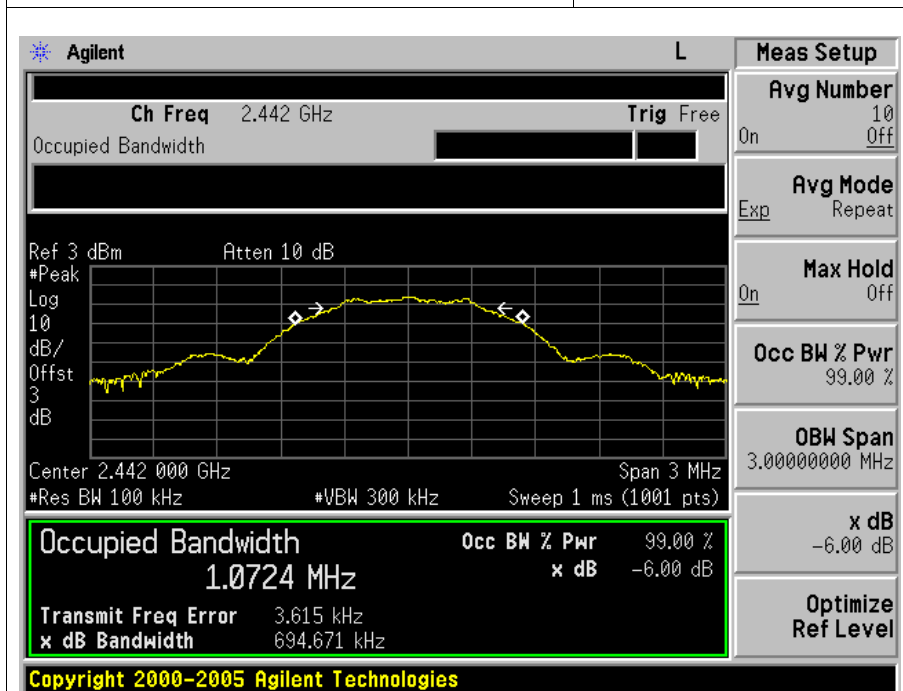 Agilent L
Ch Freq 2.442 GHz Trig Free
Occupied Bandwidth
Ref 3 dBm Atten 10 dB
#Peak
Log
10
dB/
Offst
3
dB
Center 2.442 000 GHz Span 3 MHz
#Res BW 100 kHz #VBW 300 kHz Sweep 1 ms (1001 pts)
Occupied Bandwidth Occ BW % Pwr 99.00 %
1.0724 MHz x dB -6.00 dB
Transmit Freq Error 3.615 kHz
x dB Bandwidth 694.671 kHz
Copyright 2000-2005 Agilent Technologies
Meas Setup
Avg Number
10
On Off
Avg Mode
Exp Repeat
Max Hold
On Off
Occ BW % Pwr
99.00 %
OBW Span
3.00000000 MHz
x dB
-6.00 dB
Optimize
Ref Level